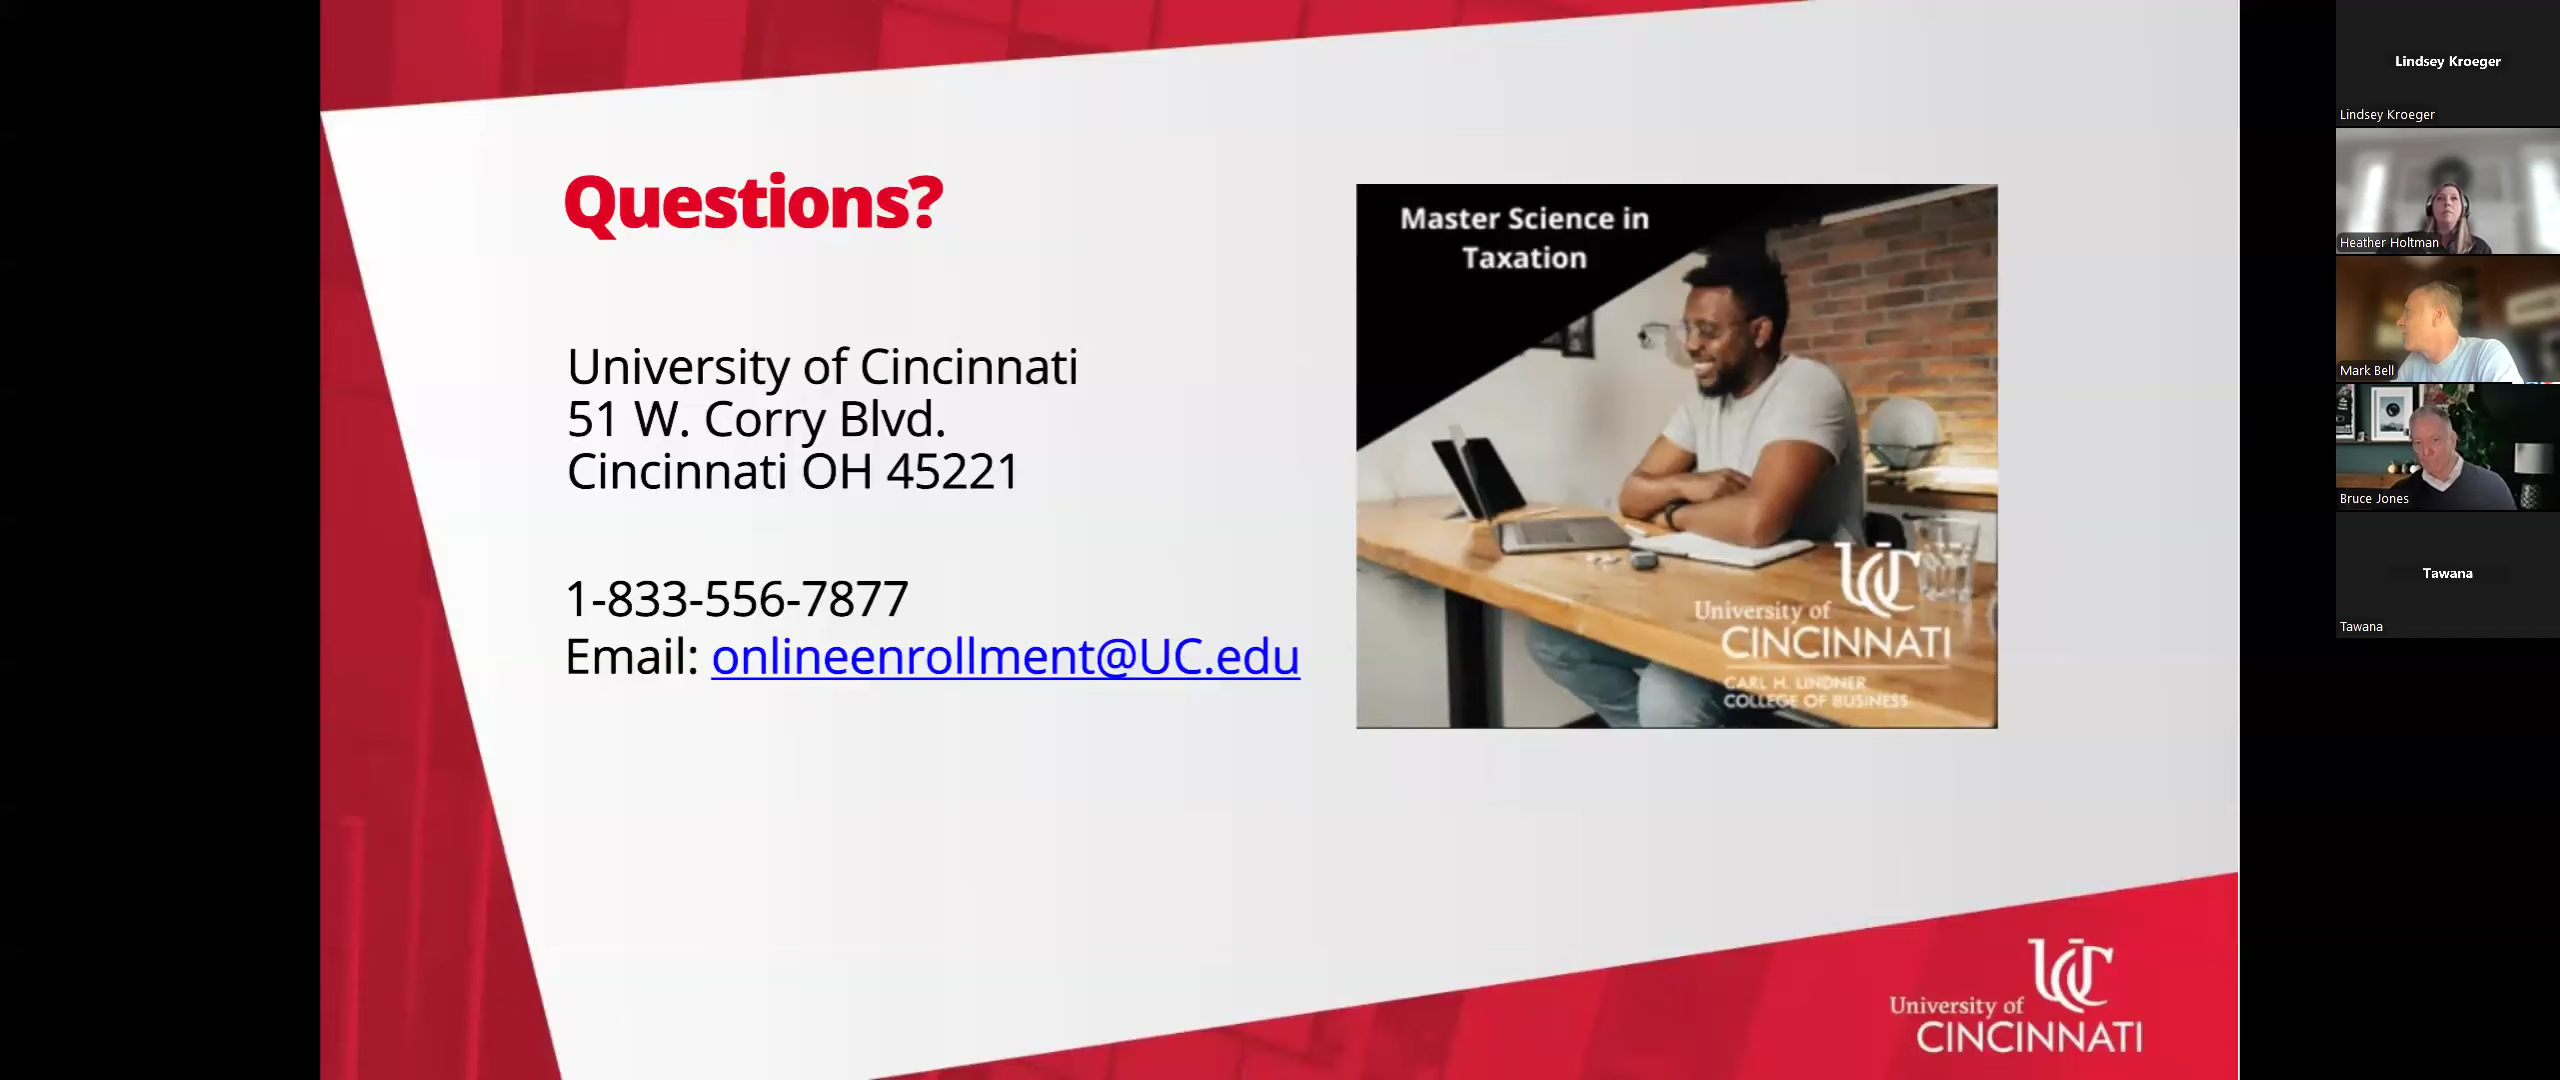 Questions?
University of Cincinnati
51 W. Corry Blvd.
Cincinnati OH 45221
1-833-556-7877
Email: onlineenrollment@UC.edu
Master Science in
Taxation
UC
University of
CINCINNATI
CARL H. LINDNER
COLLEGE OF BUSINESS
UC
University of
CINCINNATI
Lindsey Kroeger
Lindsey Kroeger
Heather Holtman
Mark Bell
Bruce Jones
Tawana
Tawana